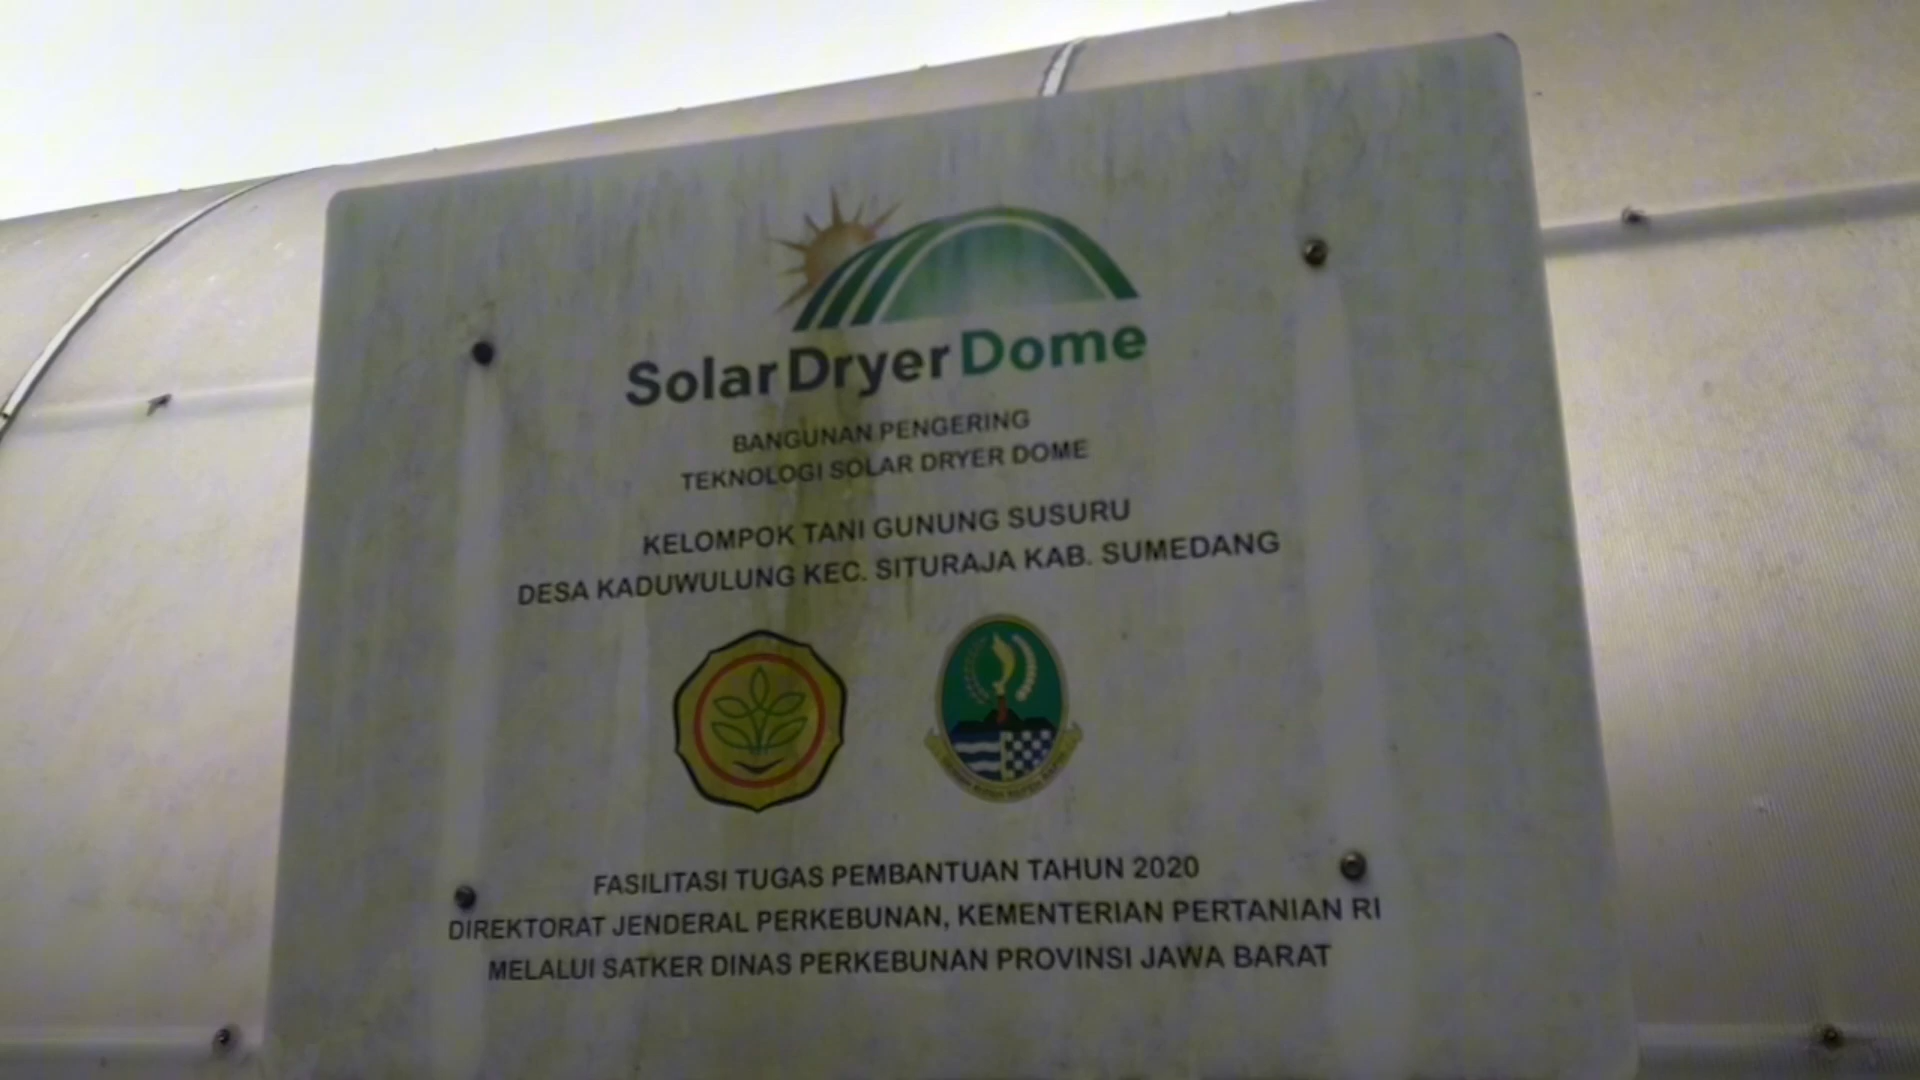 Solar Dryer Dome
BANGUNAN PENGERING
TEKNOLOGI SOLAR DRYER DOME
KELOMPOK TANI GUNUNG SUSURU
DESA KADUWULUNG KEC. SITURAJA KAB. SUMEDANG
FASILITASI TUGAS PEMBANTUAN TAHUN 2020
DIREKTORAT JENDERAL PERKEBUNAN, KEMENTERIAN PERTANIAN RI
MELALUI SATKER DINAS PERKEBUNAN PROVINSI JAWA BARAT